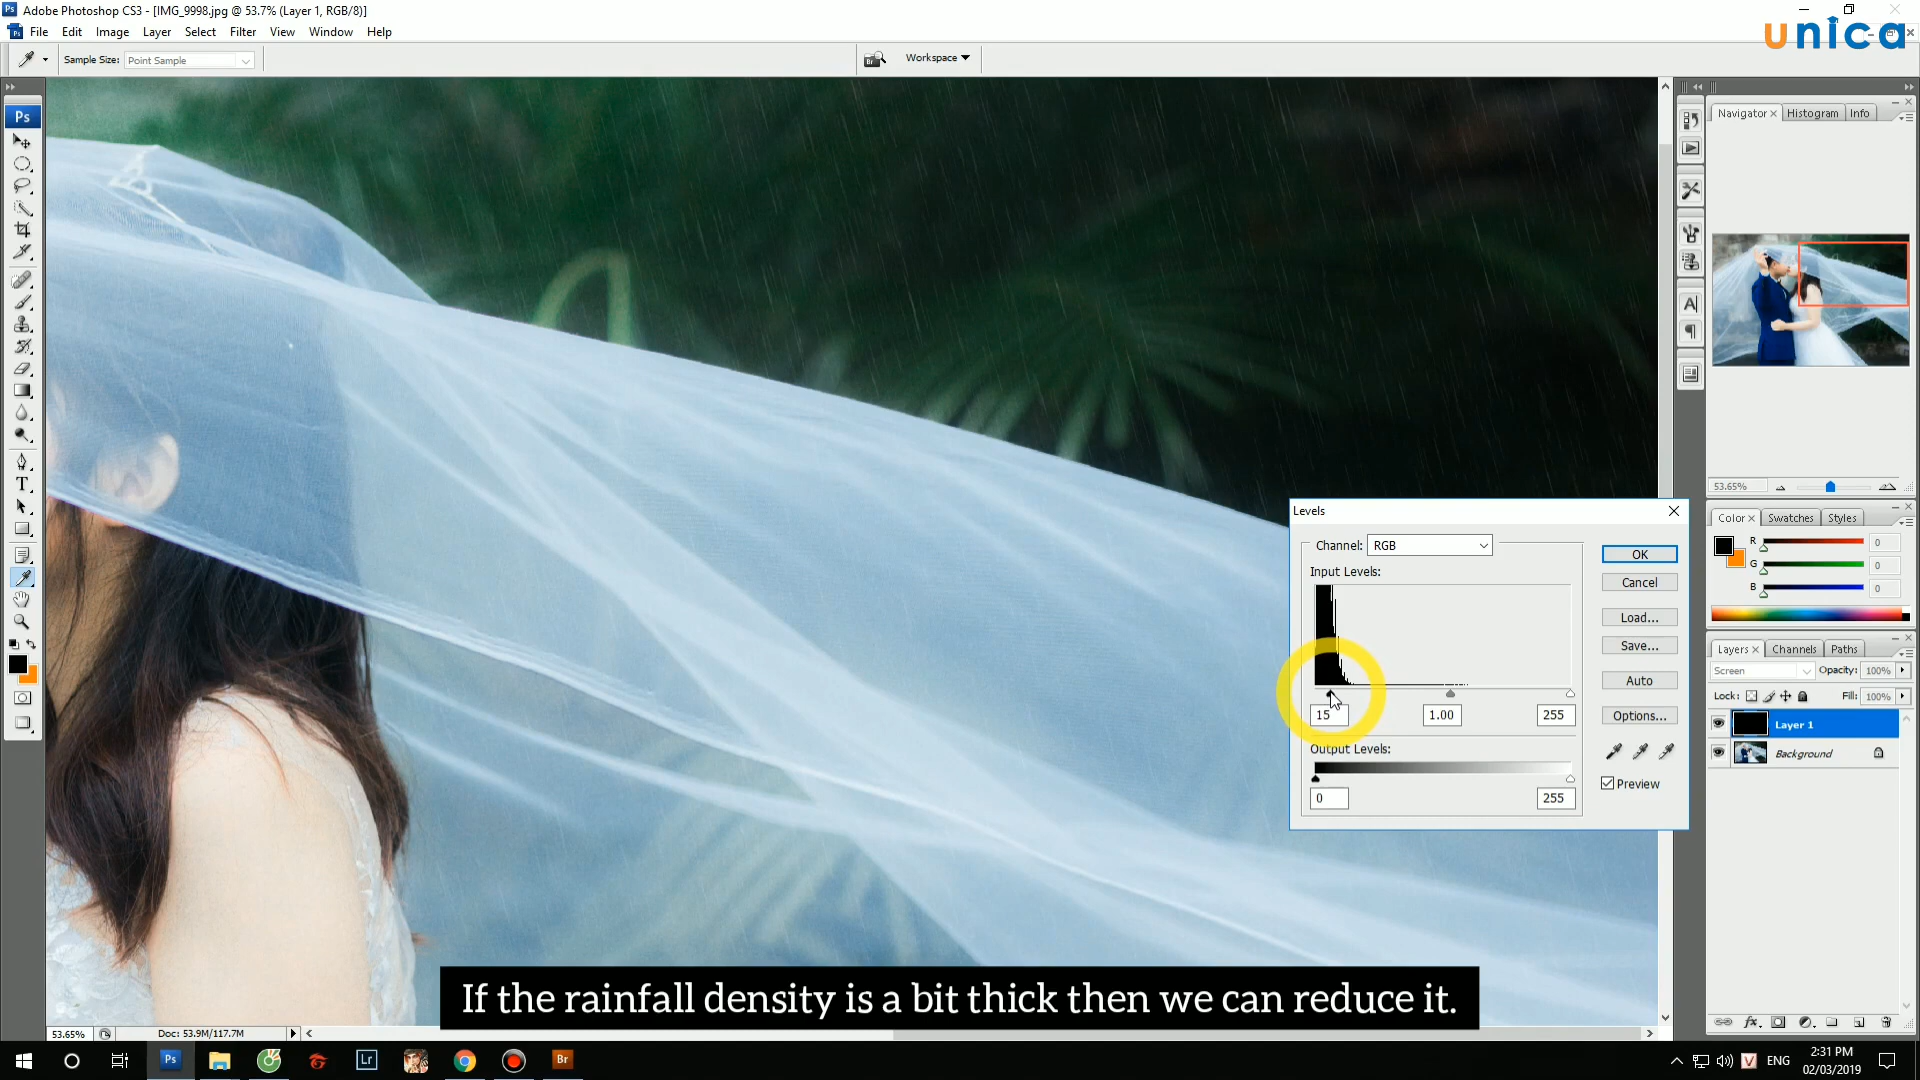 Adobe Photoshop CS3 - [IMG_9998.jpg @ 53.7% (Layer 1, RGB/8)]
unica
File Edit Image Layer Select Filter View Window Help
Sample Size: Point Sample
Br
Workspace
Ps
Navigator Histogram Info
53.65%
Color Swatches Styles
R 0
G 0
B 0
Levels
Channel: RGB
Input Levels:
15 1.00 255
Output Levels:
0 255
OK
Cancel
Load...
Save...
Auto
Options...
Preview
Layers Channels Paths
Screen Opacity: 100%
Lock: Fill: 100%
Layer 1
Background
If the rainfall density is a bit thick then we can reduce it.
53.65% Doc: 53.9M/117.7M
Ps Lr Br
V ENG 2:31 PM
02/03/2019